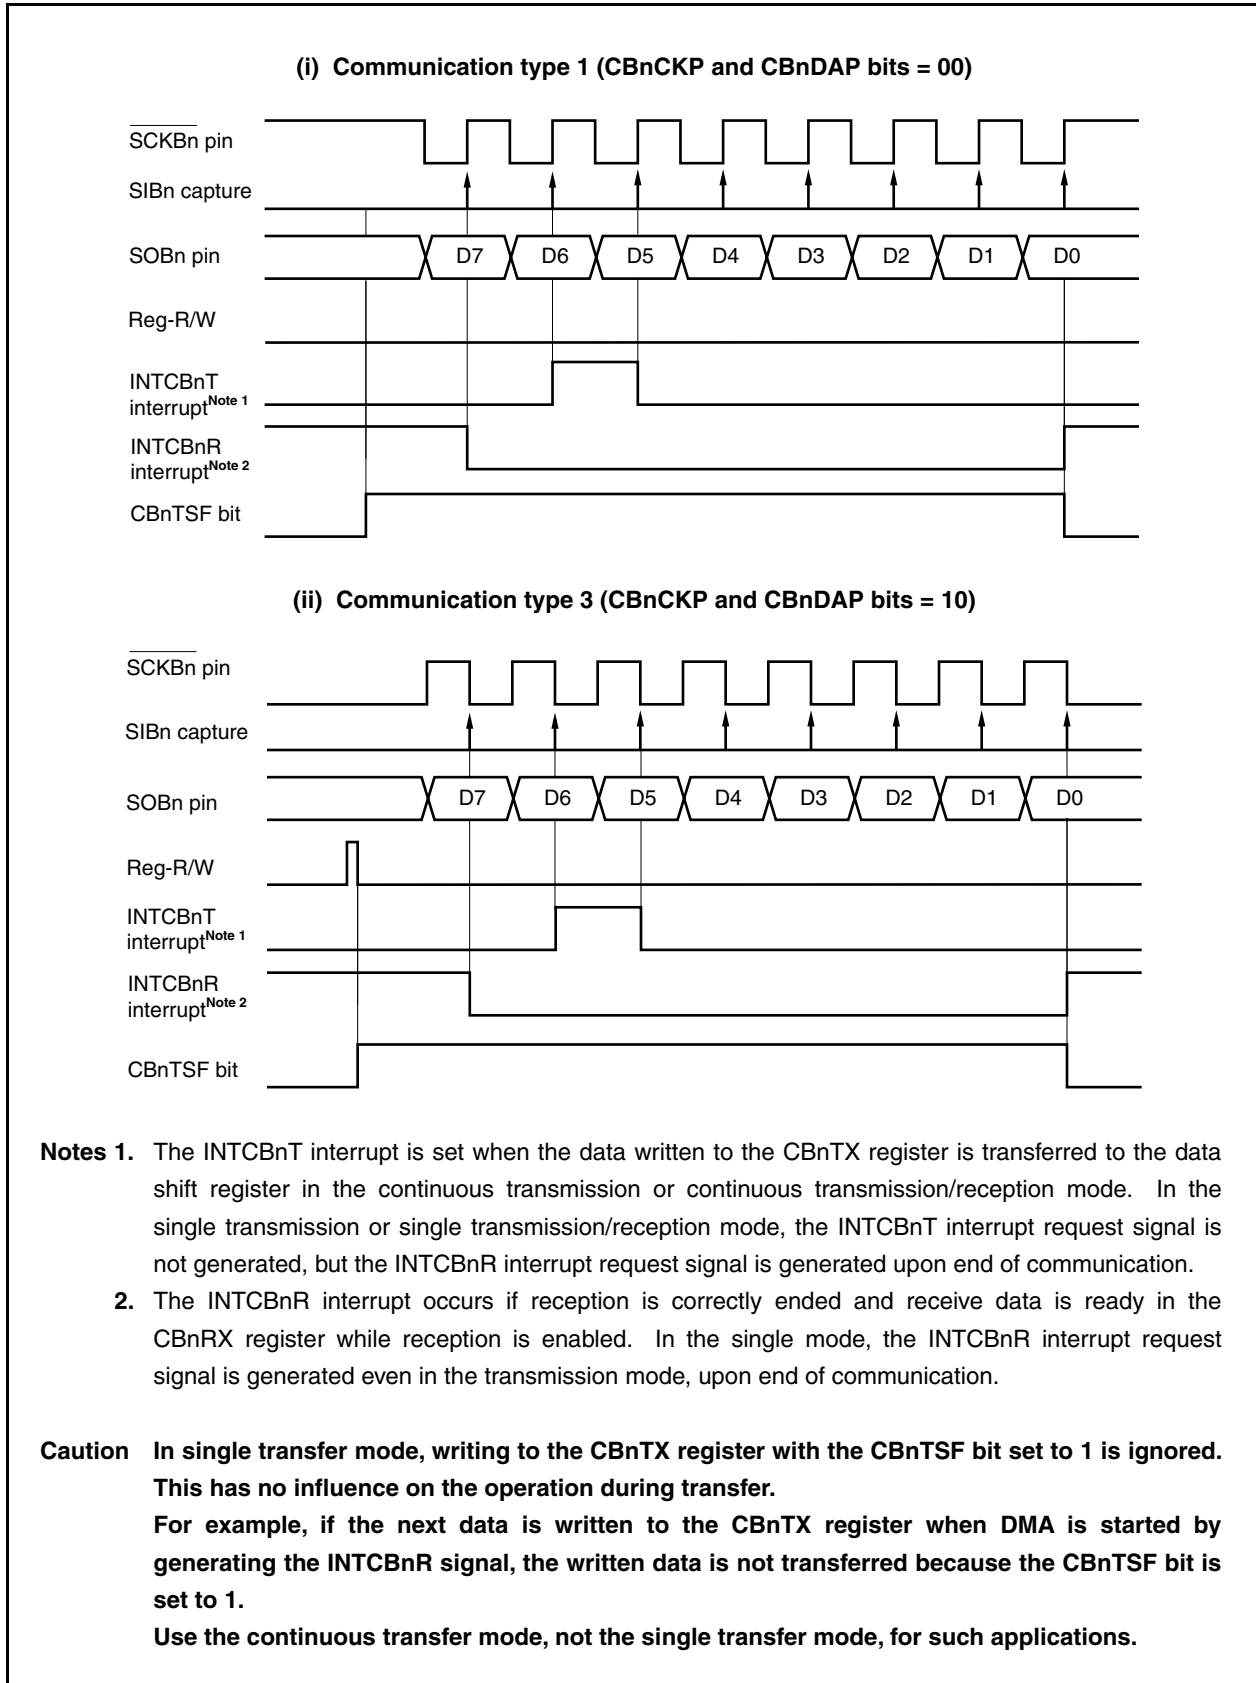 (i) Communication type 1 (CBnCKP and CBnDAP bits = 00)
SCKBn pin
SIBn capture
SOBn pin D7 D6 D5 D4 D3 D2 D1 D0
Reg-R/W
INTCBnT
interrupt Note 1
INTCBnR
interrupt Note 2
CBnTSF bit
(ii) Communication type 3 (CBnCKP and CBnDAP bits = 10)
SCKBn pin
SIBn capture
SOBn pin D7 D6 D5 D4 D3 D2 D1 D0
Reg-R/W
INTCBnT
interrupt Note 1
INTCBnR
interrupt Note 2
CBnTSF bit
Notes 1. The INTCBnT interrupt is set when the data written to the CBnTX register is transferred to the data
shift register in the continuous transmission or continuous transmission/reception mode. In the
single transmission or single transmission/reception mode, the INTCBnT interrupt request signal is
not generated, but the INTCBnR interrupt request signal is generated upon end of communication.
2. The INTCBnR interrupt occurs if reception is correctly ended and receive data is ready in the
CBnRX register while reception is enabled. In the single mode, the INTCBnR interrupt request
signal is generated even in the transmission mode, upon end of communication.
Caution In single transfer mode, writing to the CBnTX register with the CBnTSF bit set to 1 is ignored.
This has no influence on the operation during transfer.
For example, if the next data is written to the CBnTX register when DMA is started by
generating the INTCBnR signal, the written data is not transferred because the CBnTSF bit is
set to 1.
Use the continuous transfer mode, not the single transfer mode, for such applications.